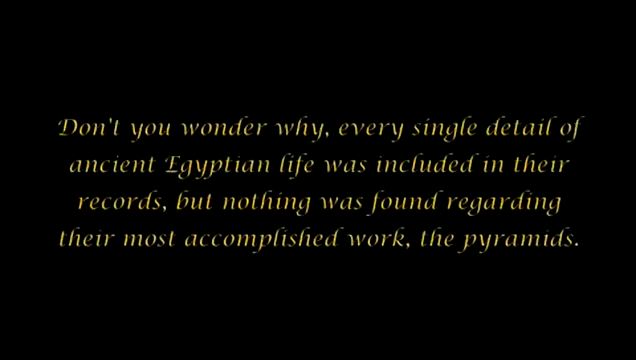 Don't you wonder why, every single detail of
ancient Egyptian life was included in their
records, but nothing was found regarding
their most accomplished work, the pyramids.